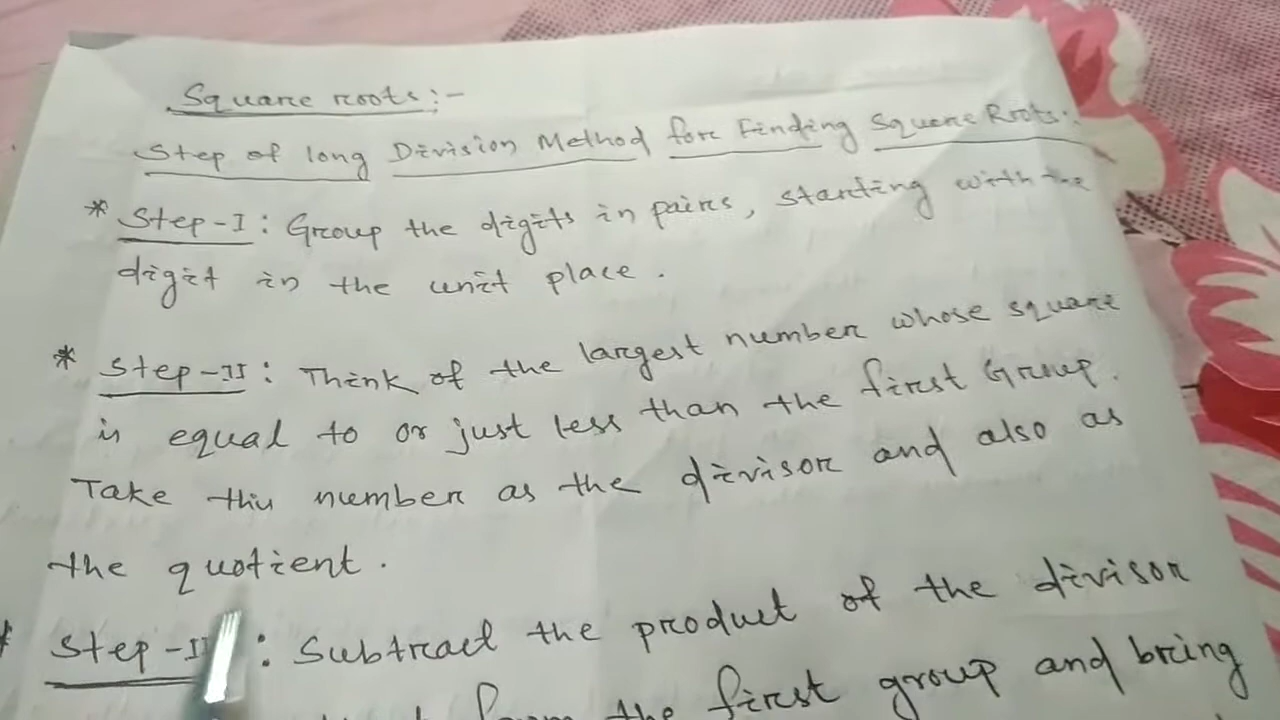 Square roots:-
Step of long Division Method for Finding Square Roots:.
* Step-I: Group the digits in pairs, starting with the
digit in the unit place.
* Step-II: Think of the largest number whose square
is equal to or just less than the first Group.
Take this number as the divisor and also as
the quotient.
* Step-II : Subtract the product of the divisor
from the first group and bring